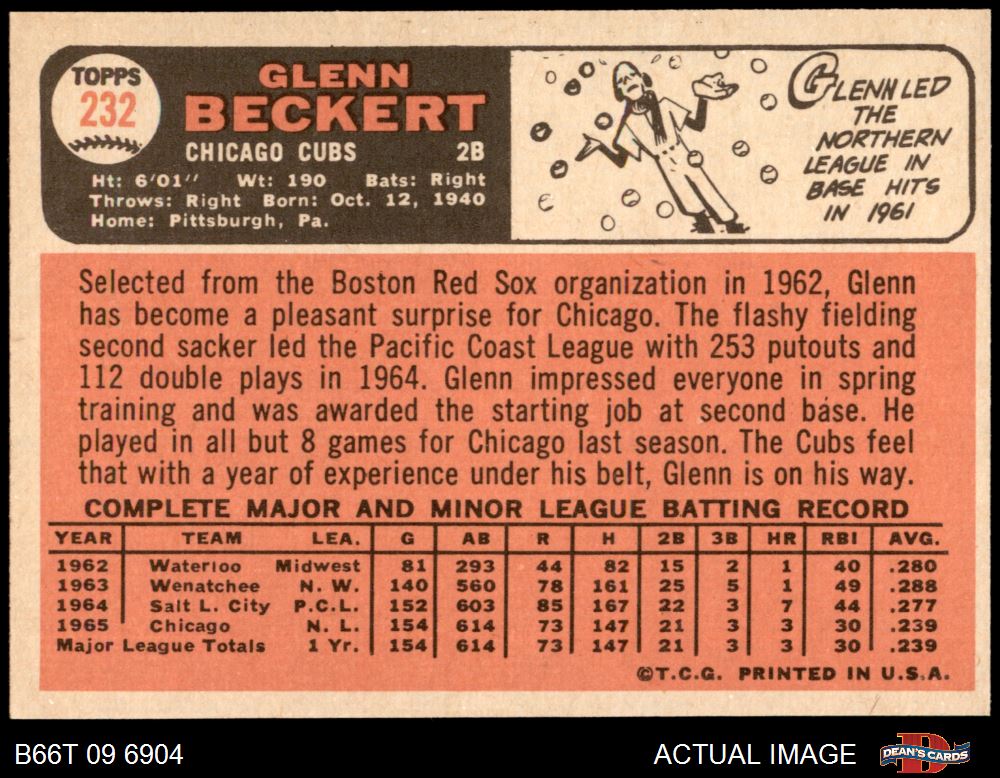 TOPPS
232
GLENN
BECKERT
CHICAGO CUBS 2B
Ht: 6'01" Wt: 190 Bats: Right
Throws: Right Born: Oct. 12, 1940
Home: Pittsburgh, Pa.
GLENN LED
THE
NORTHERN
LEAGUE IN
BASE HITS
IN 1961
Selected from the Boston Red Sox organization in 1962, Glenn
has become a pleasant surprise for Chicago. The flashy fielding
second sacker led the Pacific Coast League with 253 putouts and
112 double plays in 1964. Glenn impressed everyone in spring
training and was awarded the starting job at second base. He
played in all but 8 games for Chicago last season. The Cubs feel
that with a year of experience under his belt, Glenn is on his way.
COMPLETE MAJOR AND MINOR LEAGUE BATTING RECORD
YEAR TEAM LEA. G AB R H 2B 3B HR RBI AVG.
1962 Waterloo Midwest 81 293 44 82 15 2 1 40 .280
1963 Wenatchee N. W. 140 560 78 161 25 5 1 49 .288
1964 Salt L. City P.C.L. 152 603 85 167 22 3 7 44 .277
1965 Chicago N. L. 154 614 73 147 21 3 3 30 .239
Major League Totals 1 Yr. 154 614 73 147 21 3 3 30 .239
©T.C.G. PRINTED IN U.S.A.
B66T 09 6904 ACTUAL IMAGE
D
DEAN'S CARDS